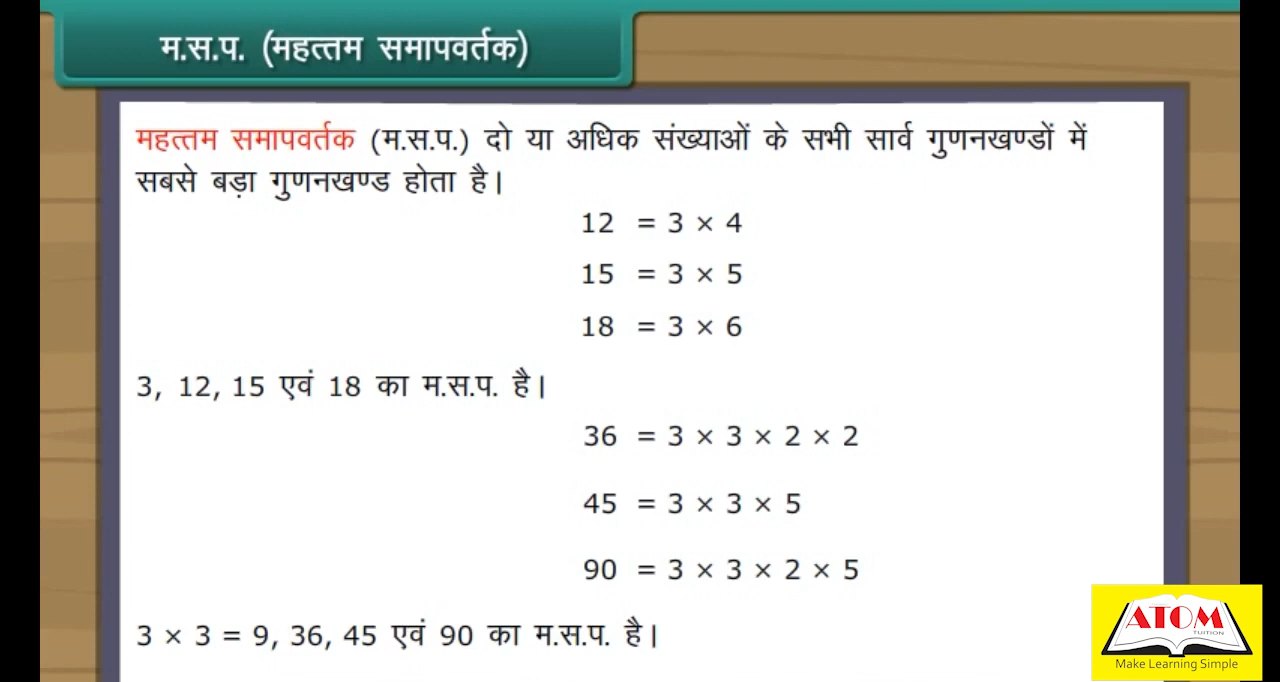 म.स.प. (महत्तम समापवर्तक)
महत्तम समापवर्तक (म.स.प.) दो या अधिक संख्याओं के सभी सार्व गुणनखण्डों में
सबसे बड़ा गुणनखण्ड होता है।
12 = 3 × 4
15 = 3 × 5
18 = 3 × 6
3, 12, 15 एवं 18 का म.स.प. है।
36 = 3 × 3 × 2 × 2
45 = 3 × 3 × 5
90 = 3 × 3 × 2 × 5
3 × 3 = 9, 36, 45 एवं 90 का म.स.प. है।
ATOM
TUITION
Make Learning Simple